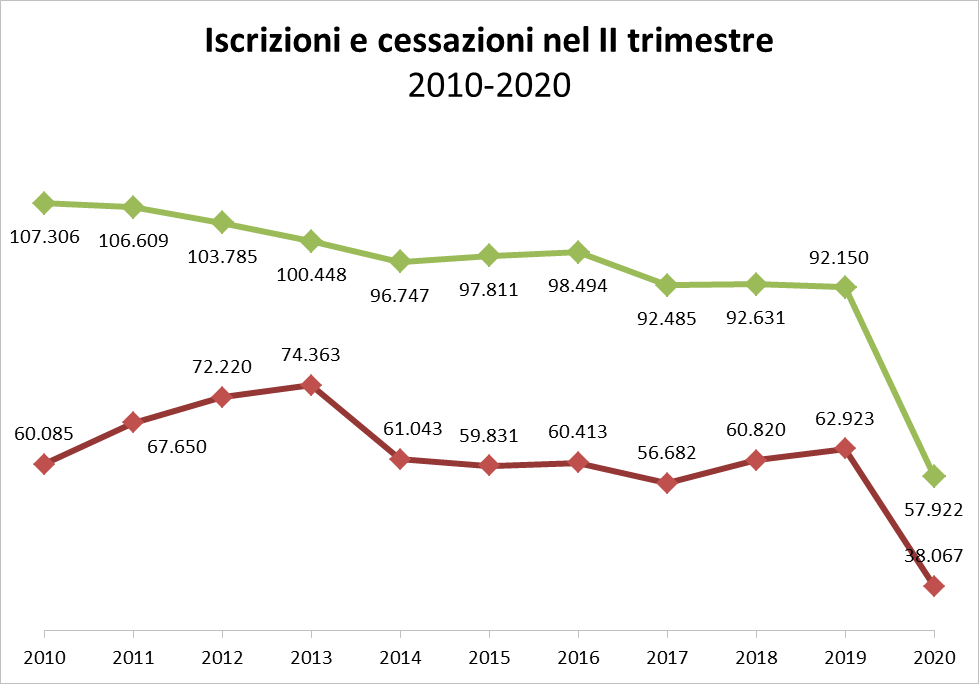 Iscrizioni e cessazioni nel II trimestre
2010-2020
107.306 106.609 103.785 100.448 96.747 97.811 98.494 92.485 92.631 92.150 57.922
60.085 67.650 72.220 74.363 61.043 59.831 60.413 56.682 60.820 62.923 38.067
2010 2011 2012 2013 2014 2015 2016 2017 2018 2019 2020